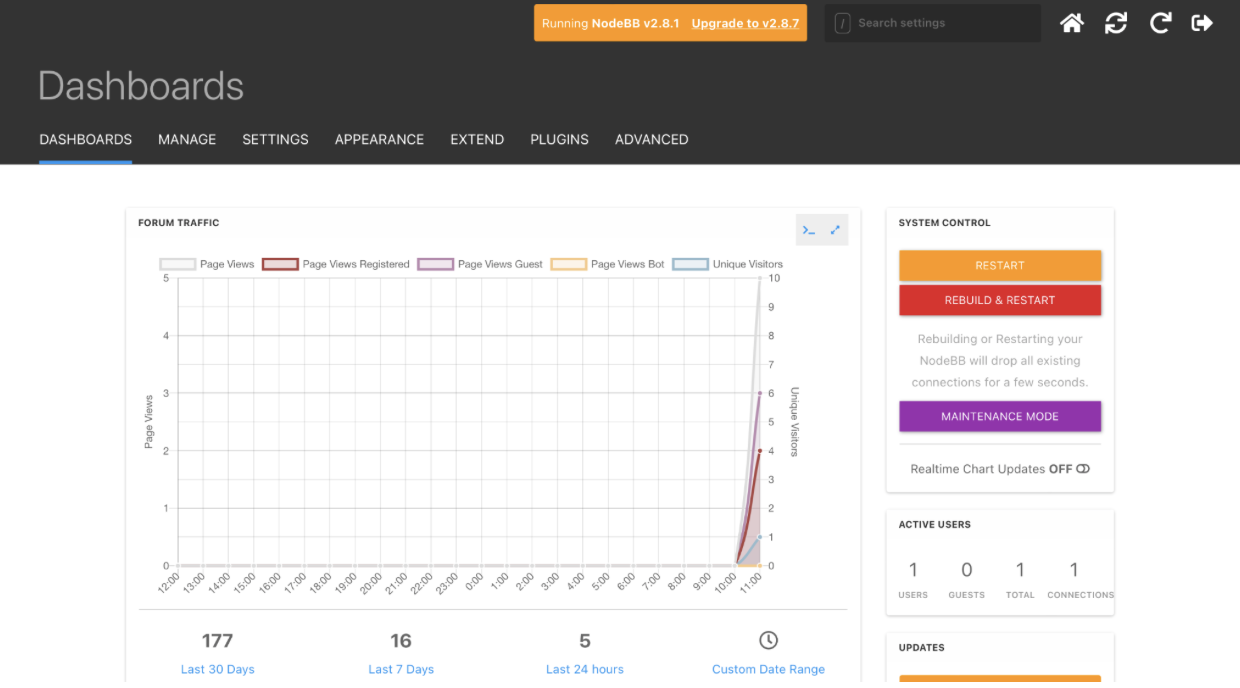 Running NodeBB v2.8.1 Upgrade to v2.8.7
/ Search settings
Dashboards
DASHBOARDS MANAGE SETTINGS APPEARANCE EXTEND PLUGINS ADVANCED
FORUM TRAFFIC
Page Views Page Views Registered Page Views Guest Page Views Bot Unique Visitors
5
4
3
2
1
0
Page Views
10
9
8
7
6
5
4
3
2
1
0
Unique Visitors
12:00 13:00 14:00 15:00 16:00 17:00 18:00 19:00 20:00 21:00 22:00 23:00 0:00 1:00 2:00 3:00 4:00 5:00 6:00 7:00 8:00 9:00 10:00 11:00
177 16 5
Last 30 Days Last 7 Days Last 24 hours Custom Date Range
SYSTEM CONTROL
RESTART
REBUILD & RESTART
Rebuilding or Restarting your
NodeBB will drop all existing
connections for a few seconds.
MAINTENANCE MODE
Realtime Chart Updates OFF
ACTIVE USERS
1 0 1 1
USERS GUESTS TOTAL CONNECTIONS
UPDATES